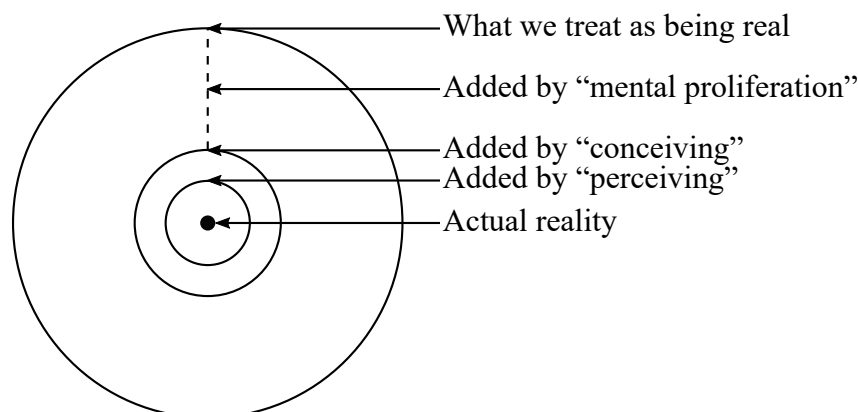 What we treat as being real
Added by “mental proliferation”
Added by “conceiving”
Added by “perceiving”
Actual reality